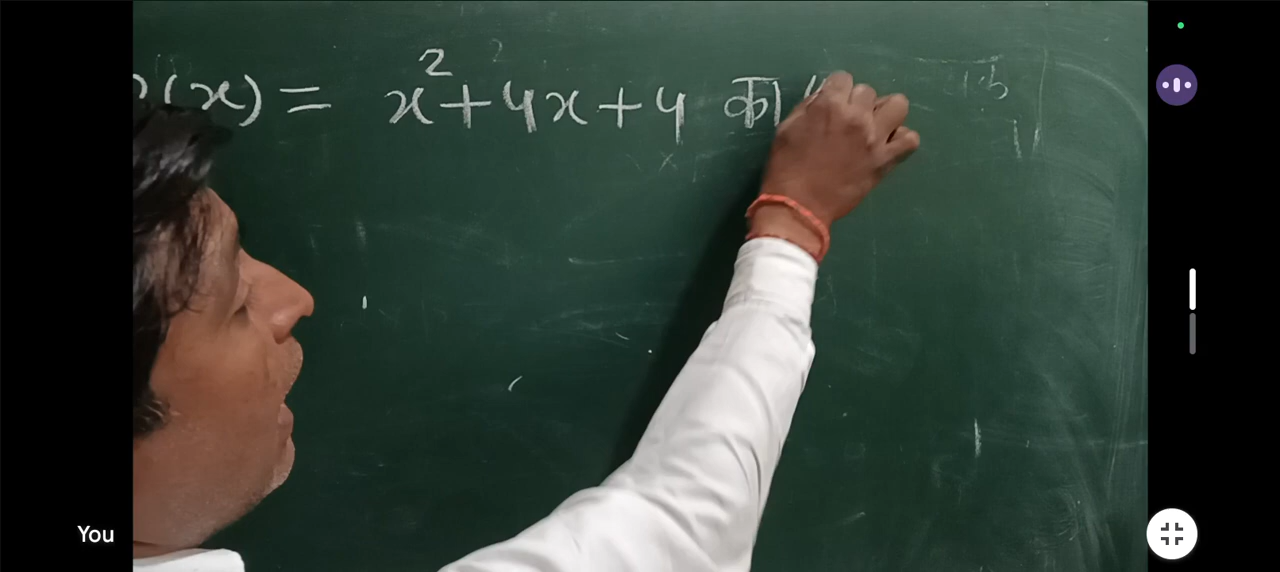 (x) = x² + 4x + 4 का
You